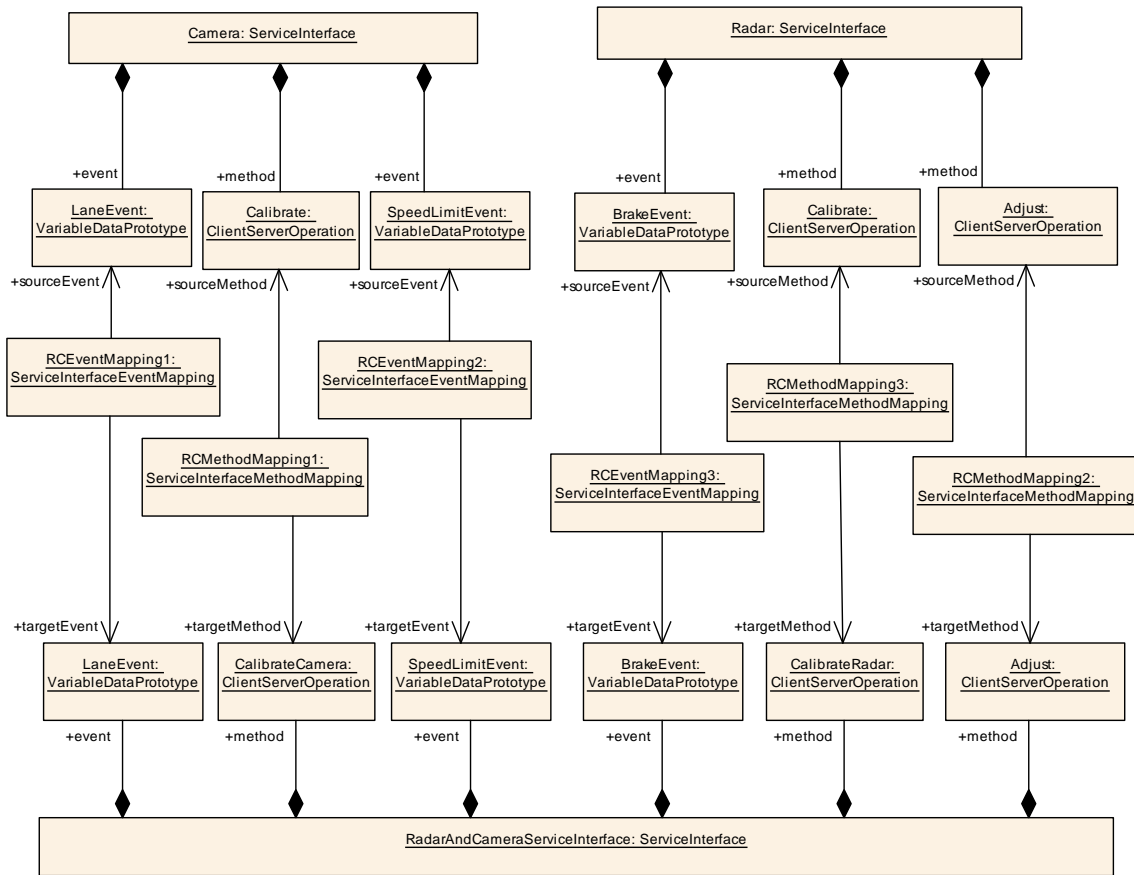 Camera: ServiceInterface
Radar: ServiceInterface
+event
+method
+event
+event
+method
+method
LaneEvent:
VariableDataPrototype
Calibrate:
ClientServerOperation
SpeedLimitEvent:
VariableDataPrototype
BrakeEvent:
VariableDataPrototype
Calibrate:
ClientServerOperation
Adjust:
ClientServerOperation
+sourceEvent
+sourceMethod
+sourceEvent
+sourceEvent
+sourceMethod
+sourceMethod
RCEventMapping1:
ServiceInterfaceEventMapping
RCEventMapping2:
ServiceInterfaceEventMapping
RCMethodMapping3:
ServiceInterfaceMethodMapping
RCMethodMapping1:
ServiceInterfaceMethodMapping
RCEventMapping3:
ServiceInterfaceEventMapping
RCMethodMapping2:
ServiceInterfaceMethodMapping
+targetEvent
+targetMethod
+targetEvent
+targetEvent
+targetMethod
+targetMethod
LaneEvent:
VariableDataPrototype
CalibrateCamera:
ClientServerOperation
SpeedLimitEvent:
VariableDataPrototype
BrakeEvent:
VariableDataPrototype
CalibrateRadar:
ClientServerOperation
Adjust:
ClientServerOperation
+event
+method
+event
+event
+method
+method
RadarAndCameraServiceInterface: ServiceInterface